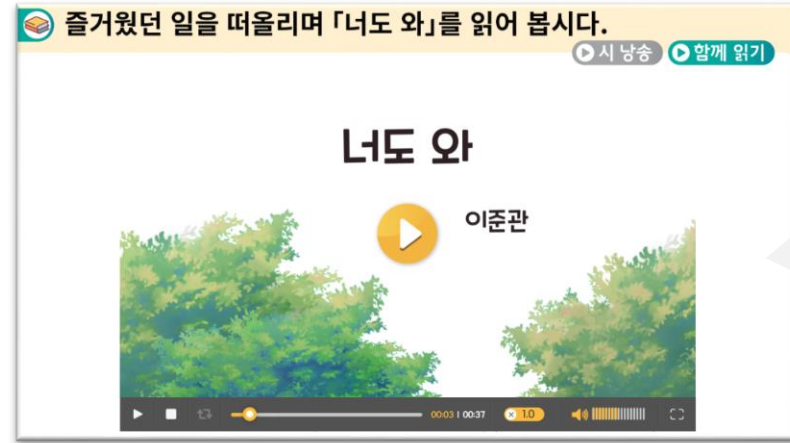 즐거웠던 일을 떠올리며 「너도 와」를 읽어 봅시다.
시 낭송 함께 읽기
너도 와
이준관
00:03 | 00:37 × 1.0